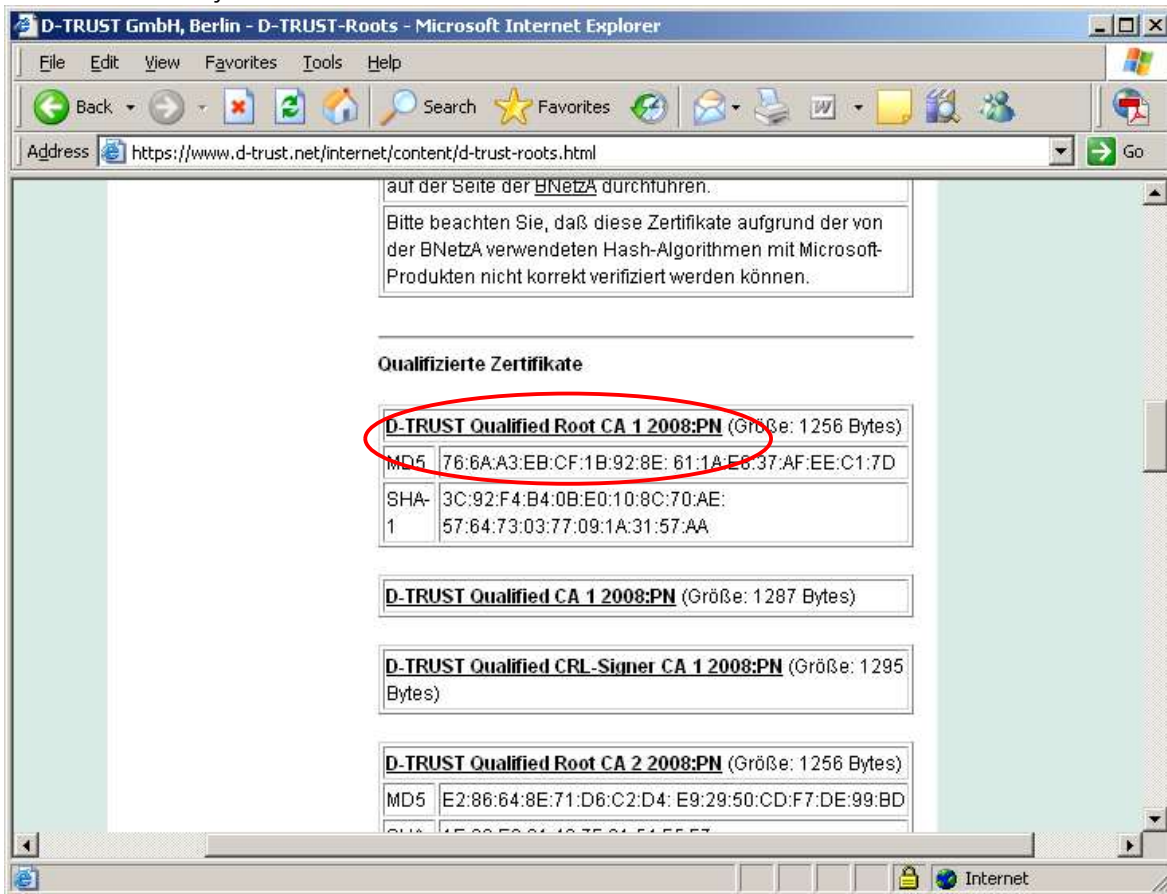 D-TRUST GmbH, Berlin - D-TRUST-Roots - Microsoft Internet Explorer
File Edit View Favorites Tools Help
Back Search Favorites
Address https://www.d-trust.net/internet/content/d-trust-roots.html Go
auf der Seite der BNetzA durchführen.
Bitte beachten Sie, daß diese Zertifikate aufgrund der von
der BNetzA verwendeten Hash-Algorithmen mit Microsoft-
Produkten nicht korrekt verifiziert werden können.
Qualifizierte Zertifikate
D-TRUST Qualified Root CA 1 2008:PN (Größe: 1256 Bytes)
MD5 76:6A:A3:EB:CF:1B:92:8E: 61:1A:E6:37:AF:EE:C1:7D
SHA-
1
3C:92:F4:B4:0B:E0:10:8C:70:AE:
57:64:73:03:77:09:1A:31:57:AA
D-TRUST Qualified CA 1 2008:PN (Größe: 1287 Bytes)
D-TRUST Qualified CRL-Signer CA 1 2008:PN (Größe: 1295
Bytes)
D-TRUST Qualified Root CA 2 2008:PN (Größe: 1256 Bytes)
MD5 E2:86:64:8E:71:D6:C2:D4: E9:29:50:CD:F7:DE:99:BD
Internet